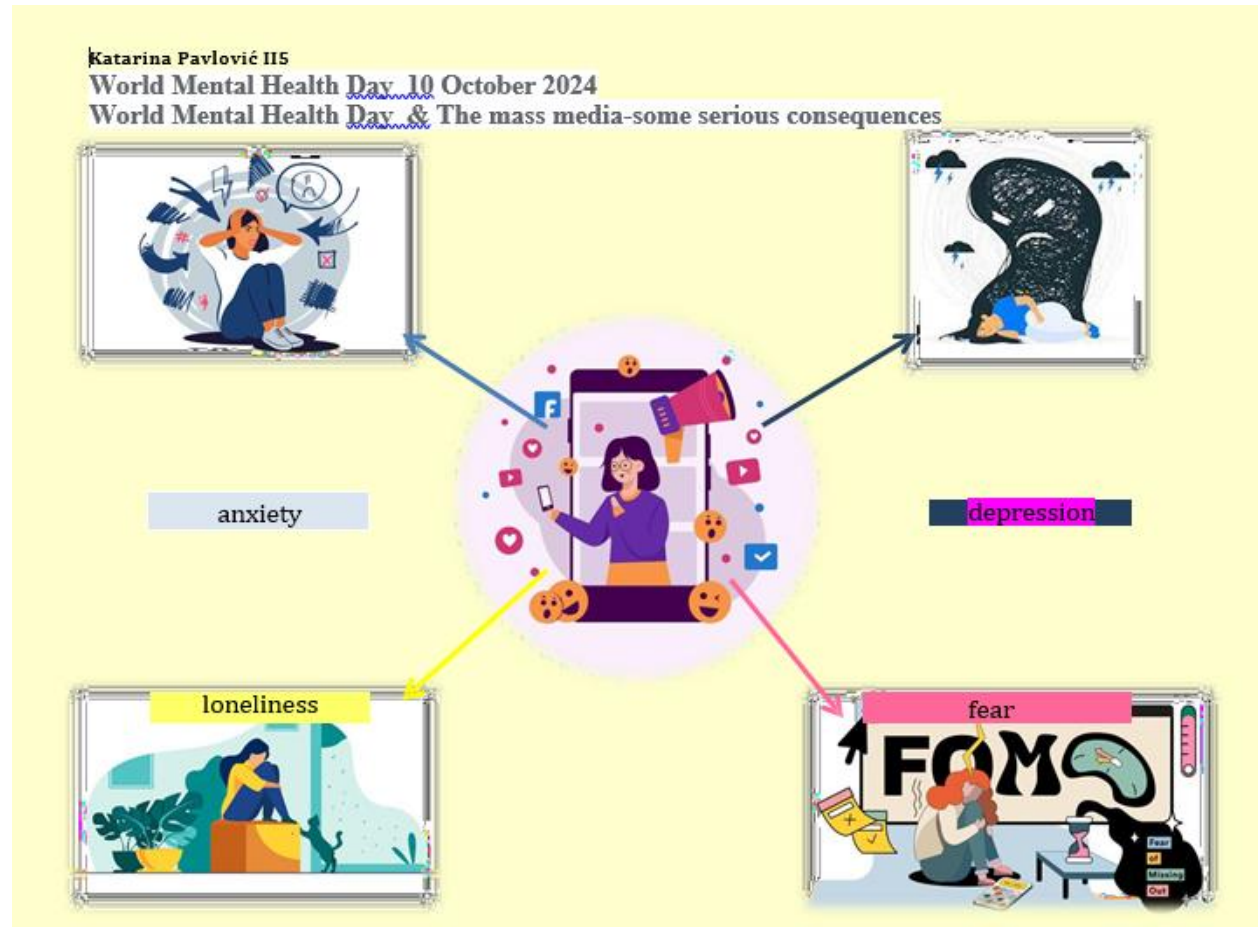 Katarina Pavlović II5
World Mental Health Day 10 October 2024
World Mental Health Day & The mass media-some serious consequences
anxiety
depression
loneliness
fear
FOMO
Fear
of
Missing
Out